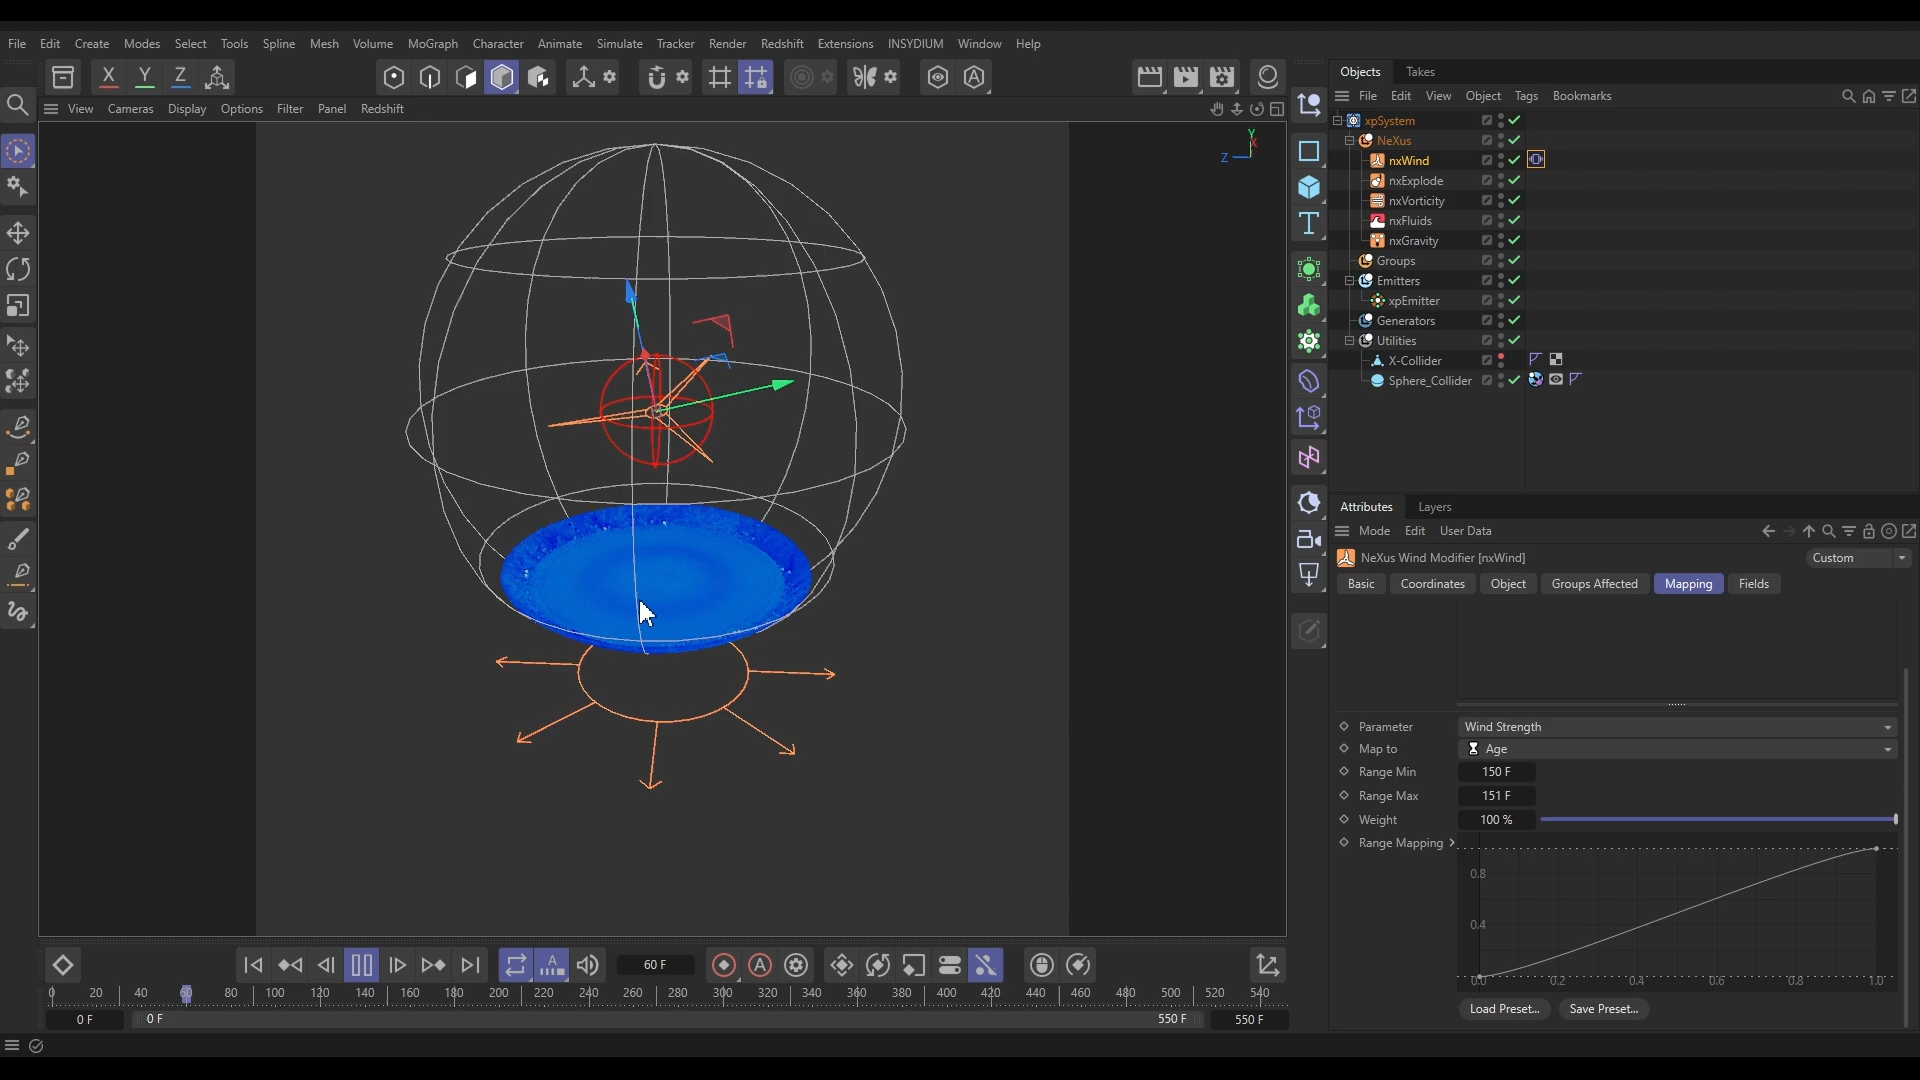 File Edit Create Modes Select Tools Spline Mesh Volume MoGraph Character Animate Simulate Tracker Render Redshift Extensions INSYDIUM Window Help
X Y Z
View Cameras Display Options Filter Panel Redshift
Y
X
Z
Objects Takes
File Edit View Object Tags Bookmarks
xpSystem
NeXus
nxWind
nxExplode
nxVorticity
nxFluids
nxGravity
Groups
Emitters
xpEmitter
Generators
Utilities
X-Collider
Sphere_Collider
Attributes Layers
Mode Edit User Data
NeXus Wind Modifier [nxWind] Custom
Basic Coordinates Object Groups Affected Mapping Fields
Parameter Wind Strength
Map to Age
Range Min 150 F
Range Max 151 F
Weight 100 %
Range Mapping
0.8
0.4
0.0 0.2 0.4 0.6 0.8 1.0
Load Preset... Save Preset...
60 F
0 20 40 60 80 100 120 140 160 180 200 220 240 260 280 300 320 340 360 380 400 420 440 460 480 500 520 540
0 F 0 F 550 F 550 F